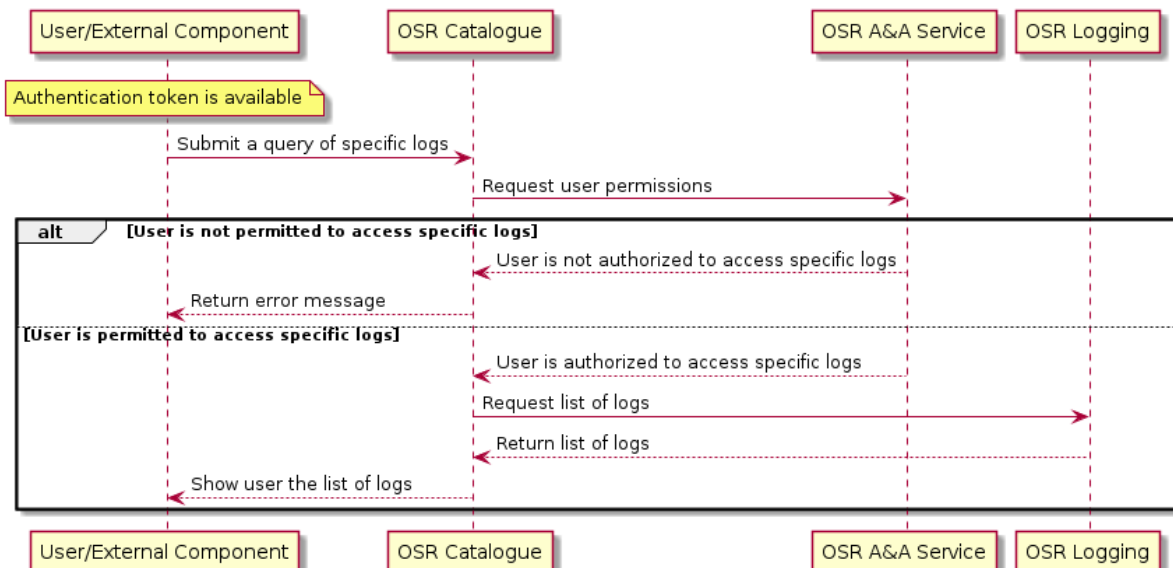 User/External Component
OSR Catalogue
OSR A&A Service
OSR Logging
Authentication token is available
Submit a query of specific logs
Request user permissions
alt
[User is not permitted to access specific logs]
User is not authorized to access specific logs
Return error message
[User is permitted to access specific logs]
User is authorized to access specific logs
Request list of logs
Return list of logs
Show user the list of logs
User/External Component
OSR Catalogue
OSR A&A Service
OSR Logging